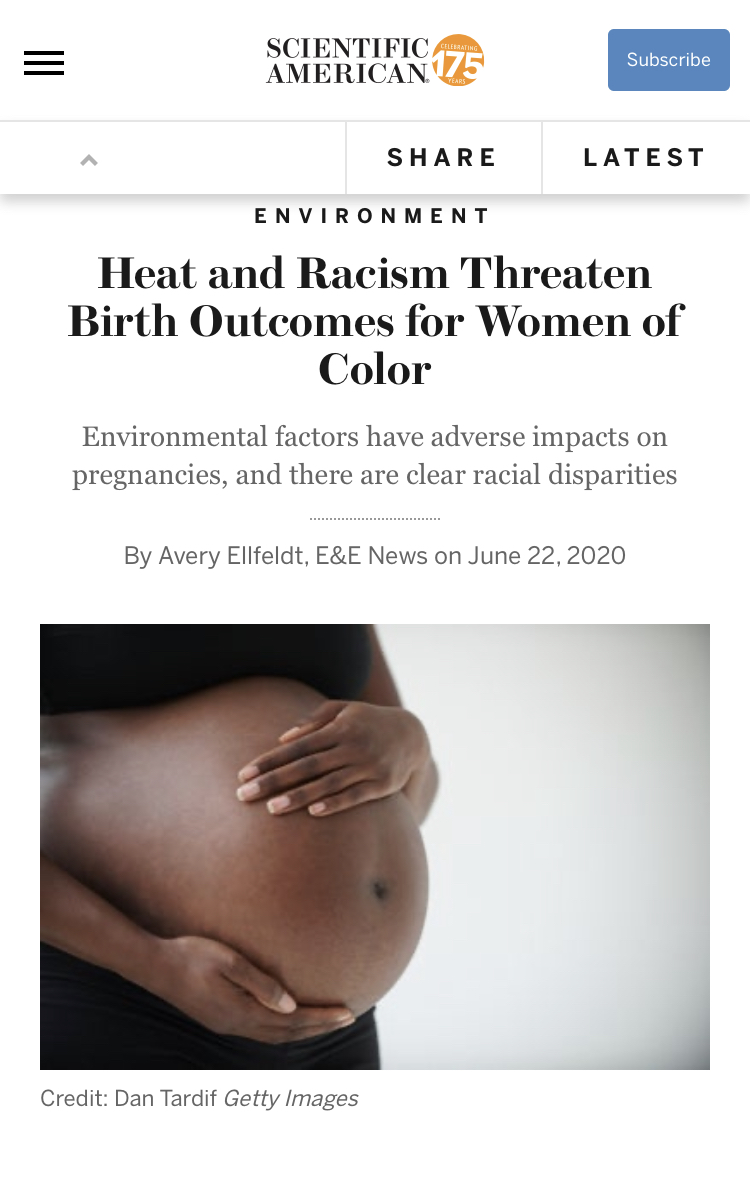 SCIENTIFIC
AMERICAN®
CELEBRATING
175
YEARS
Subscribe
SHARE
LATEST
ENVIRONMENT
Heat and Racism Threaten
Birth Outcomes for Women of
Color
Environmental factors have adverse impacts on
pregnancies, and there are clear racial disparities
By Avery Ellfeldt, E&E News on June 22, 2020
Credit: Dan Tardif Getty Images